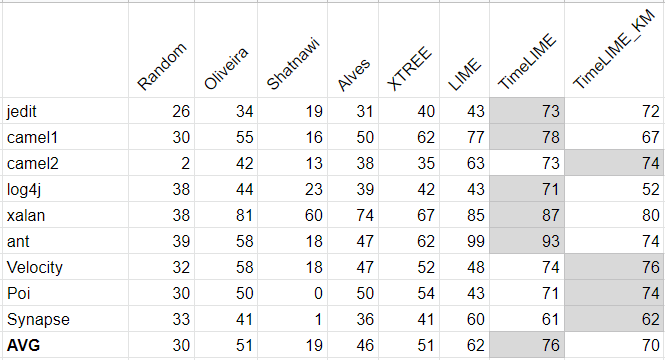 Random Oliveira Shatnawi Alves XTREE LIME TimeLIME TimeLIME_KM
jedit 26 34 19 31 40 43 73 72
camel1 30 55 16 50 62 77 78 67
camel2 2 42 13 38 35 63 73 74
log4j 38 44 23 39 42 43 71 52
xalan 38 81 60 74 67 85 87 80
ant 39 58 18 47 62 99 93 74
Velocity 32 58 18 47 52 48 74 76
Poi 30 50 0 50 54 43 71 74
Synapse 33 41 1 36 41 60 61 62
AVG 30 51 19 46 51 62 76 70